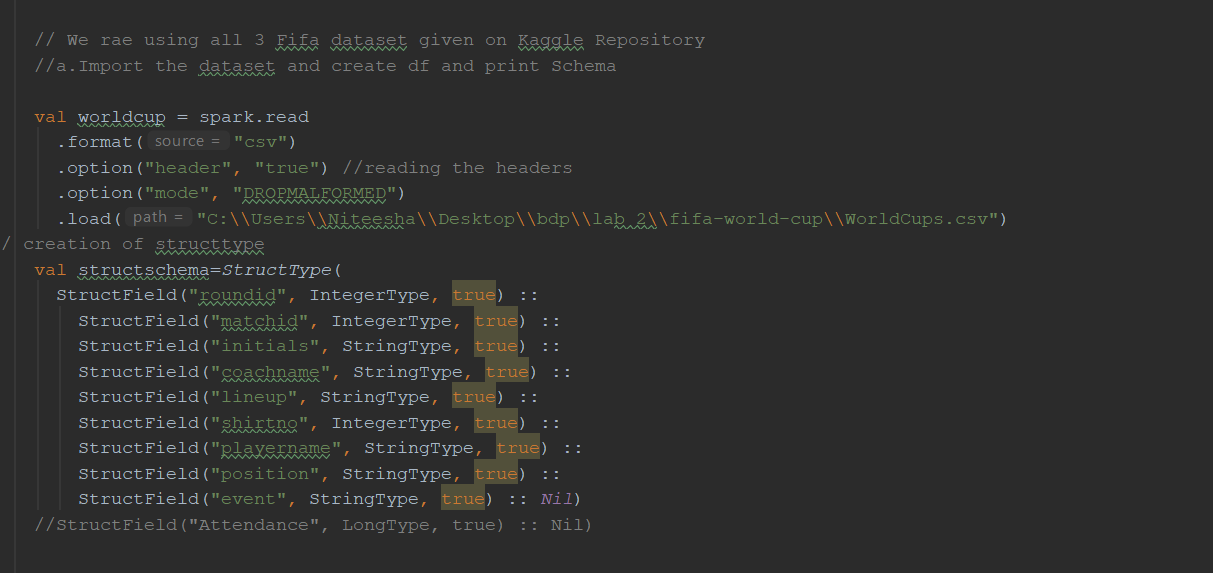 // We rae using all 3 Fifa dataset given on Kaggle Repository
//a.Import the dataset and create df and print Schema
val worldcup = spark.read
.format( source = "csv")
.option("header", "true") //reading the headers
.option("mode", "DROPMALFORMED")
.load( path = "C:\\Users\\Niteesha\\Desktop\\bdp\\lab_2\\fifa-world-cup\\WorldCups.csv")
/ creation of structtype
val structschema=StructType(
StructField("roundid", IntegerType, true) ::
StructField("matchid", IntegerType, true) ::
StructField("initials", StringType, true) ::
StructField("coachname", StringType, true) ::
StructField("lineup", StringType, true) ::
StructField("shirtno", IntegerType, true) ::
StructField("playername", StringType, true) ::
StructField("position", StringType, true) ::
StructField("event", StringType, true) :: Nil)
//StructField("Attendance", LongType, true) :: Nil)